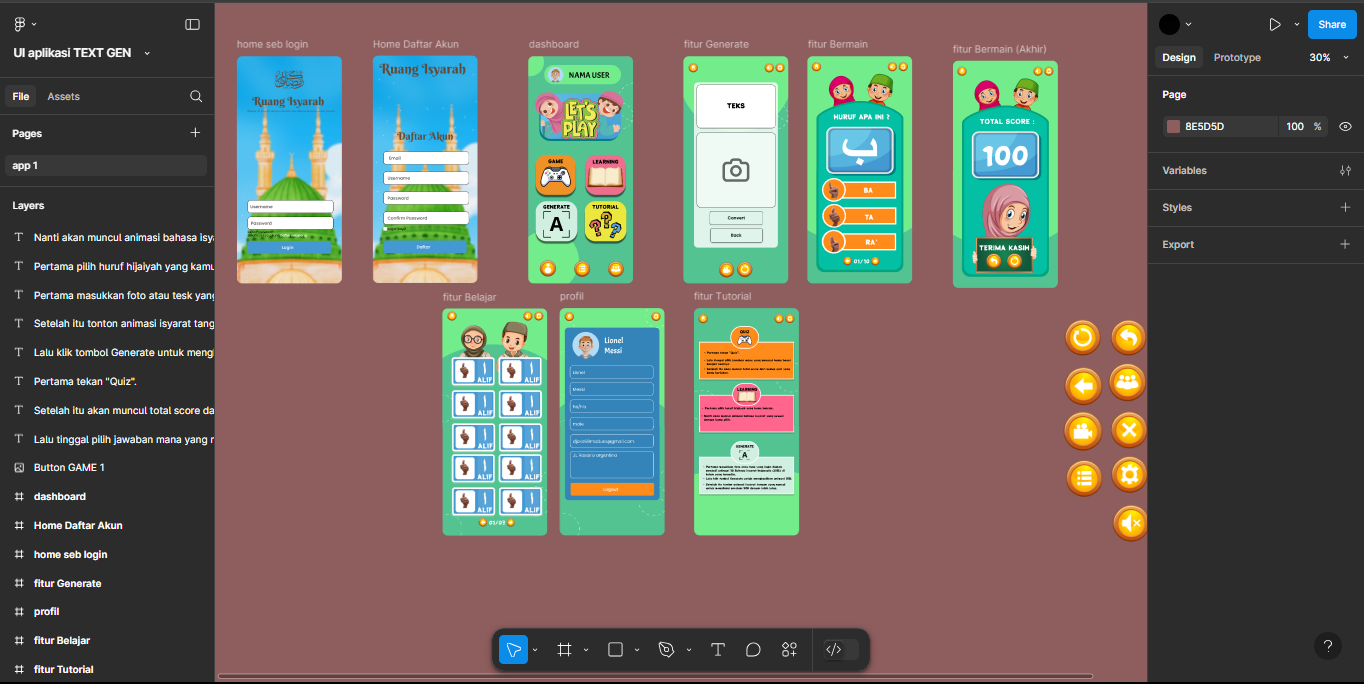 UI aplikasi TEXT GEN
File
Assets
Pages
app 1
Layers
Nanti akan muncul animasi bahasa isya
Pertama pilih huruf hijaiyah yang kamu
Pertama masukkan foto atau tesk yang
Setelah itu tonton animasi isyarat tang
Lalu klik tombol Generate untuk mengl
Pertama tekan "Quiz".
Setelah itu akan muncul total score da
Lalu tinggal pilih jawaban mana yang m
Button GAME 1
dashboard
Home Daftar Akun
home seb login
fitur Generate
profil
fitur Belajar
fitur Tutorial
home seb login
Ruang Isyarah
Username
Password
Login
Home Daftar Akun
Ruang Isyarah
Daftar Akun
Email
Username
Password
Confirm Password
Daftar
dashboard
NAMA USER
LET'S
PLAY
GAME
LEARNING
GENERATE
A
TUTORIAL
fitur Generate
TEKS
Convert
Back
fitur Bermain
HURUF APA INI ?
ب
BA
TA
RA'
01/10
fitur Bermain (Akhir)
TOTAL SCORE :
100
TERIMA KASIH
fitur Belajar
ا ا
ALIF ALIF
ا ا
ALIF ALIF
ا ا
ALIF ALIF
ا ا
ALIF ALIF
ا ا
ALIF ALIF
01/03
profil
Lionel
Messi
lionel
Messi
male
Logout
fitur Tutorial
QUIZ
Pertama tekan "Quiz".
LEARNING
GENERATE
A
Share
Design
Prototype
30%
Page
8E5D5D
100
%
Variables
Styles
Export
?